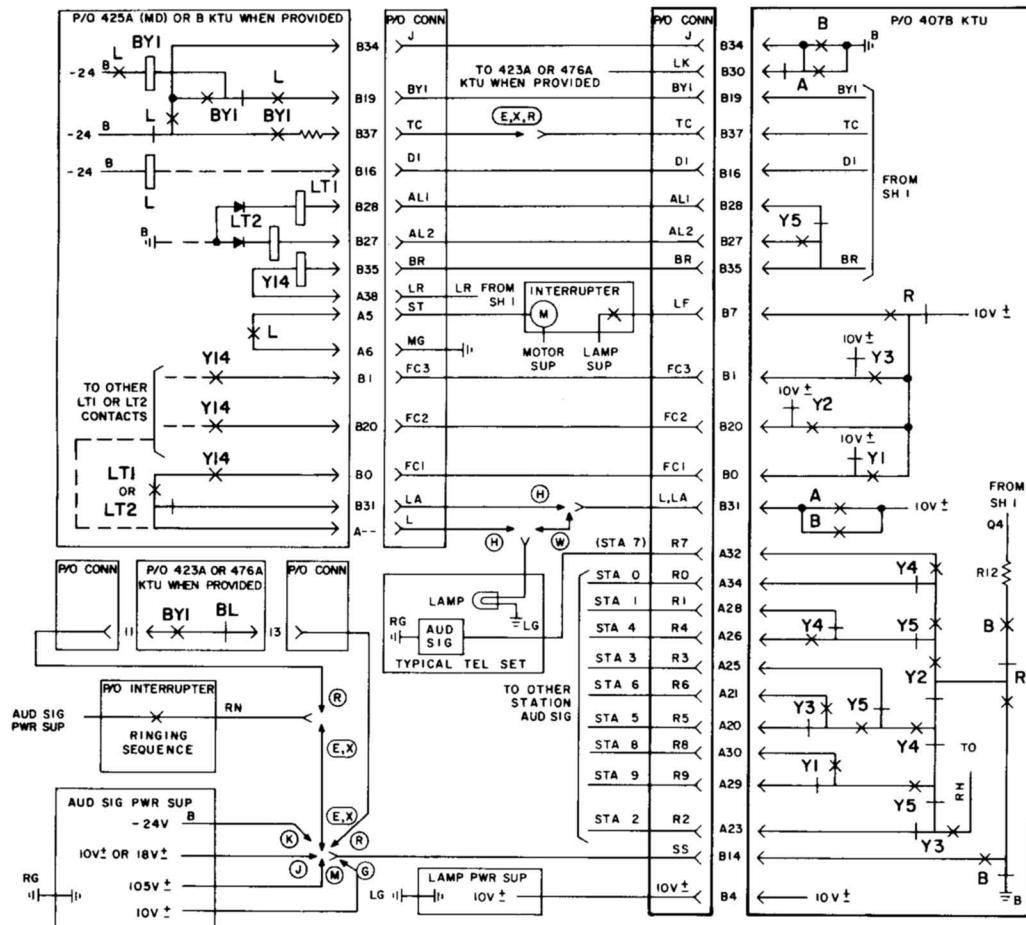 P/O 425A (MD) OR B KTU WHEN PROVIDED
P/O CONN
P/O CONN
P/O 407B KTU
BY1
L
B
-24
L
BY1
BY1
L
B
-24
B
-24
L
LT1
LT2
B
Y14
L
Y14
TO OTHER
LT1 OR LT2
CONTACTS
Y14
Y14
LT1
OR
LT2
B34
B19
B37
B16
B28
B27
B35
A38
A5
A6
B1
B20
B0
B31
A--
J
BY1
TC
D1
AL1
AL2
BR
LR
ST
MG
FC3
FC2
FC1
LA
L
TO 423A OR 476A
KTU WHEN PROVIDED
E,X,R
LR FROM
SH 1
INTERRUPTER
M
MOTOR
SUP
LAMP
SUP
H
H
W
J
LK
BY1
TC
D1
AL1
AL2
BR
LF
FC3
FC2
FC1
L,LA
(STA 7) R7
STA 0 R0
STA 1 R1
STA 4 R4
STA 3 R3
STA 6 R6
STA 5 R5
STA 8 R8
STA 9 R9
STA 2 R2
SS
10V ±
TO OTHER
STATION
AUD SIG
B34
B30
B19
B37
B16
B28
B27
B35
B7
B1
B20
B0
B31
A32
A34
A28
A26
A25
A21
A20
A30
A29
A23
B14
B4
B
B
A
BY1
TC
D1
FROM
SH 1
Y5
BR
R
10V ±
10V ±
Y3
10V ±
Y2
10V ±
Y1
A
10V ±
B
FROM
SH 1
Q4
R12
Y4
B
Y4
Y5
R
Y2
Y3
Y5
Y4
TO
RH
Y1
Y5
Y3
B
B
10V ±
P/O CONN
P/O 423A OR 476A
KTU WHEN PROVIDED
P/O CONN
11
BY1
BL
13
LAMP
LG
RG
AUD
SIG
TYPICAL TEL SET
P/O INTERRUPTER
RN
AUD SIG
PWR SUP
RINGING
SEQUENCE
R
E,X
AUD SIG PWR SUP
-24V
B
10V± OR 18V±
105V ±
10V ±
RG
E,X
K
R
J
M
G
LAMP PWR SUP
LG
10V ±